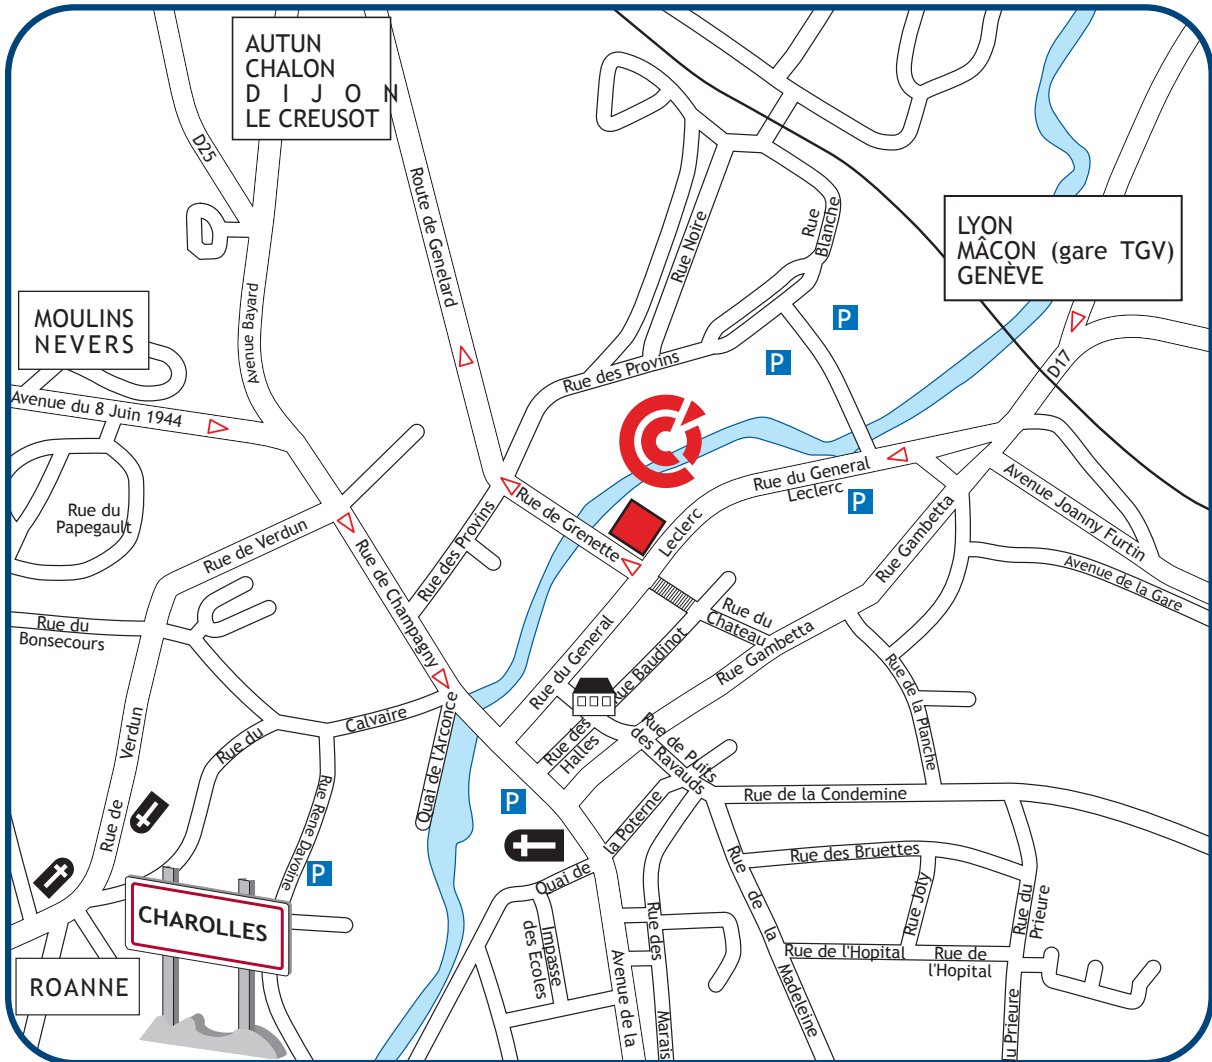 AUTUN
CHALON
D I J O N
LE CREUSOT
D25
Route de Genelard
Rue Noire
Rue
Blanche
LYON
MÂCON (gare TGV)
GENÈVE
MOULINS
NEVERS
Avenue Bayard
P
P
D17
Rue des Provins
Avenue du 8 Juin 1944
Rue du
Papegault
Rue de Verdun
Rue de Grenette
Rue du General
Leclerc
P
Leclerc
Avenue Joanny Furtin
Rue Gambetta
Avenue de la Gare
Rue des Provins
Rue de Champagny
Rue du
Bonsecours
Rue du
Chateau
Rue du General
Rue Baudinot
Rue Gambetta
Rue de la Planche
Rue du
Calvaire
Quai de l'Arconce
Rue des
Halles
Rue de Puits
des Ravauds
Verdun
Rue de
Rue Rene Davoine
P
P
la Poterne
Quai de
Rue de la Condemine
Rue des Bruettes
Rue de la
Madeleine
Rue Joly
Rue du
Prieure
Rue de l'Hopital
Rue de
l'Hopital
Impasse
des Ecoles
Avenue de la
Rue des
Marais
u Prieure
CHAROLLES
ROANNE